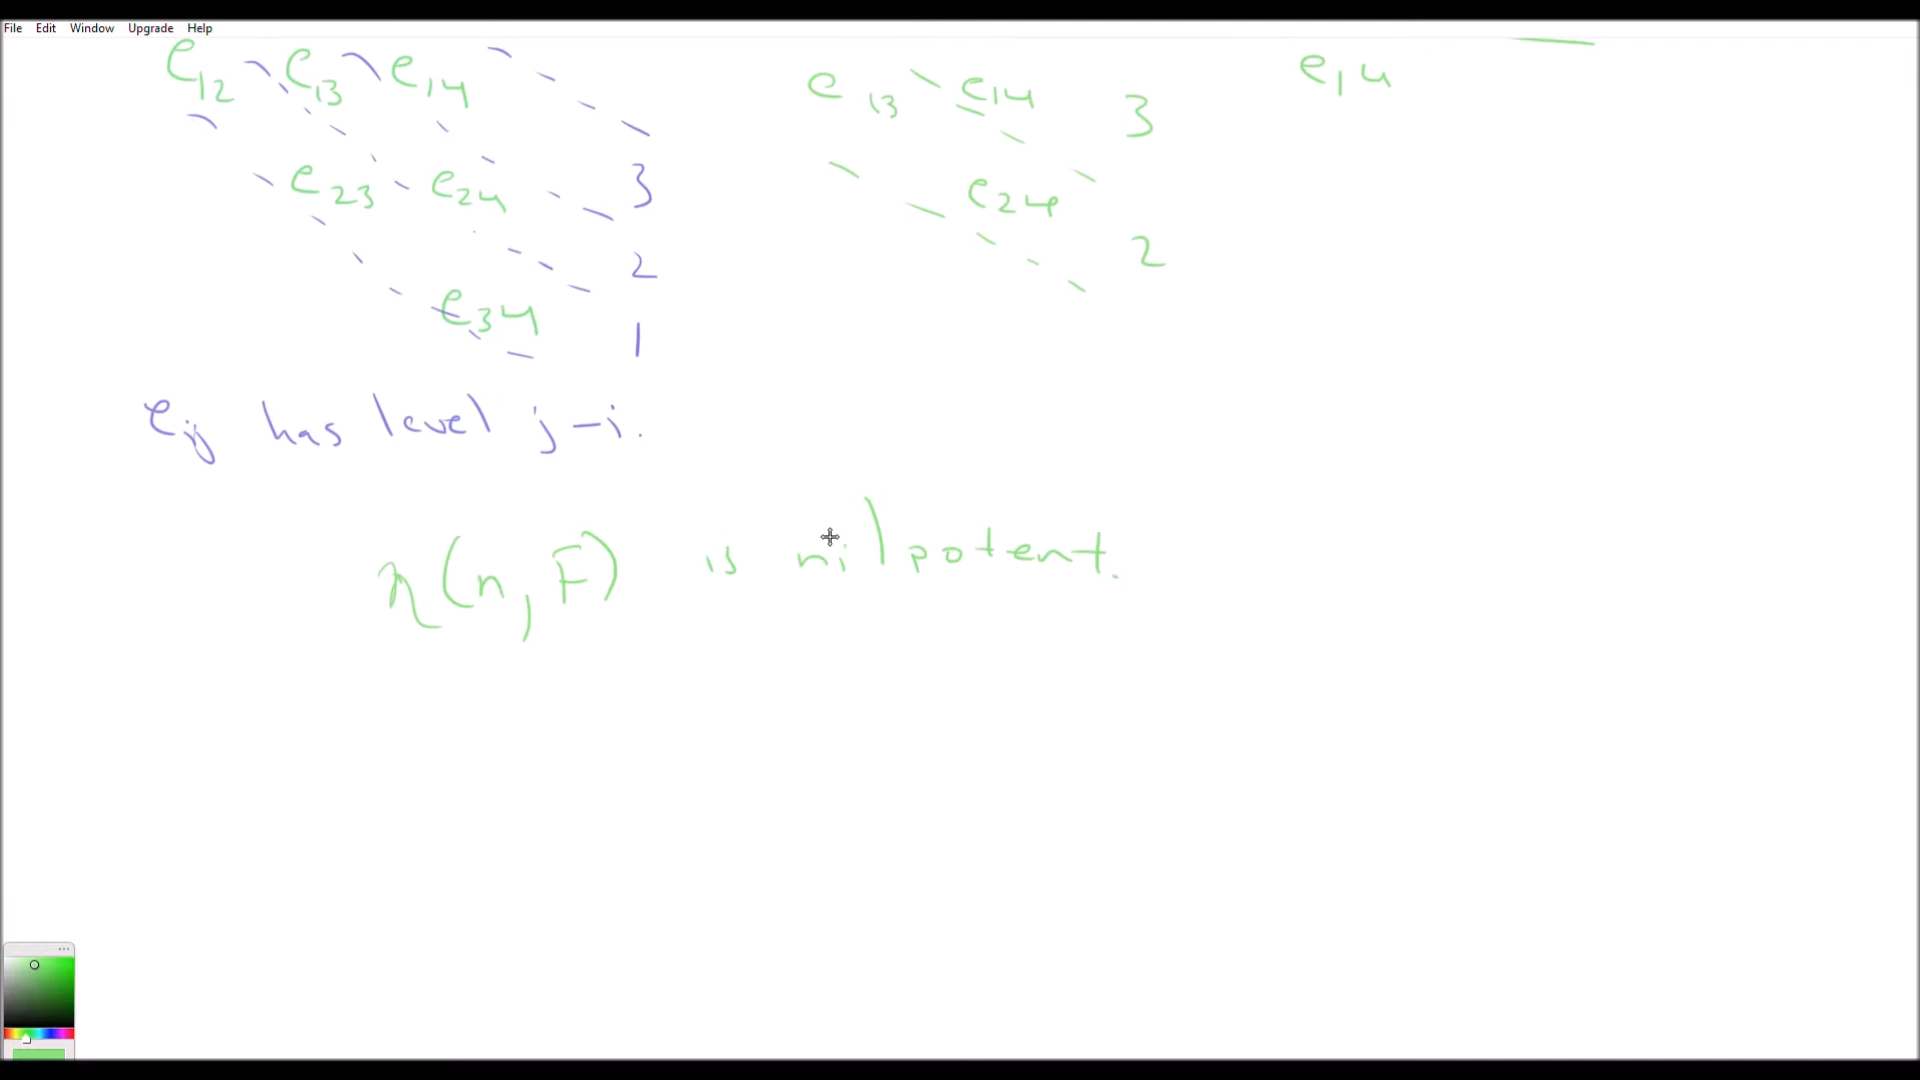 File Edit Window Upgrade Help
e12 e13 e14
e23 e24 3
2
e34 1
e13 e14 3
e24 2
e14
eij has level j-i.
η(n, F) is nilpotent.